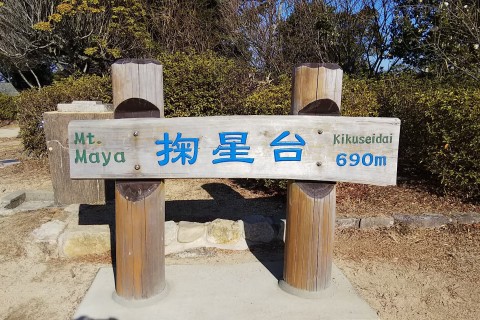 Mt.
Maya
掬星台
Kikuseidai
690m